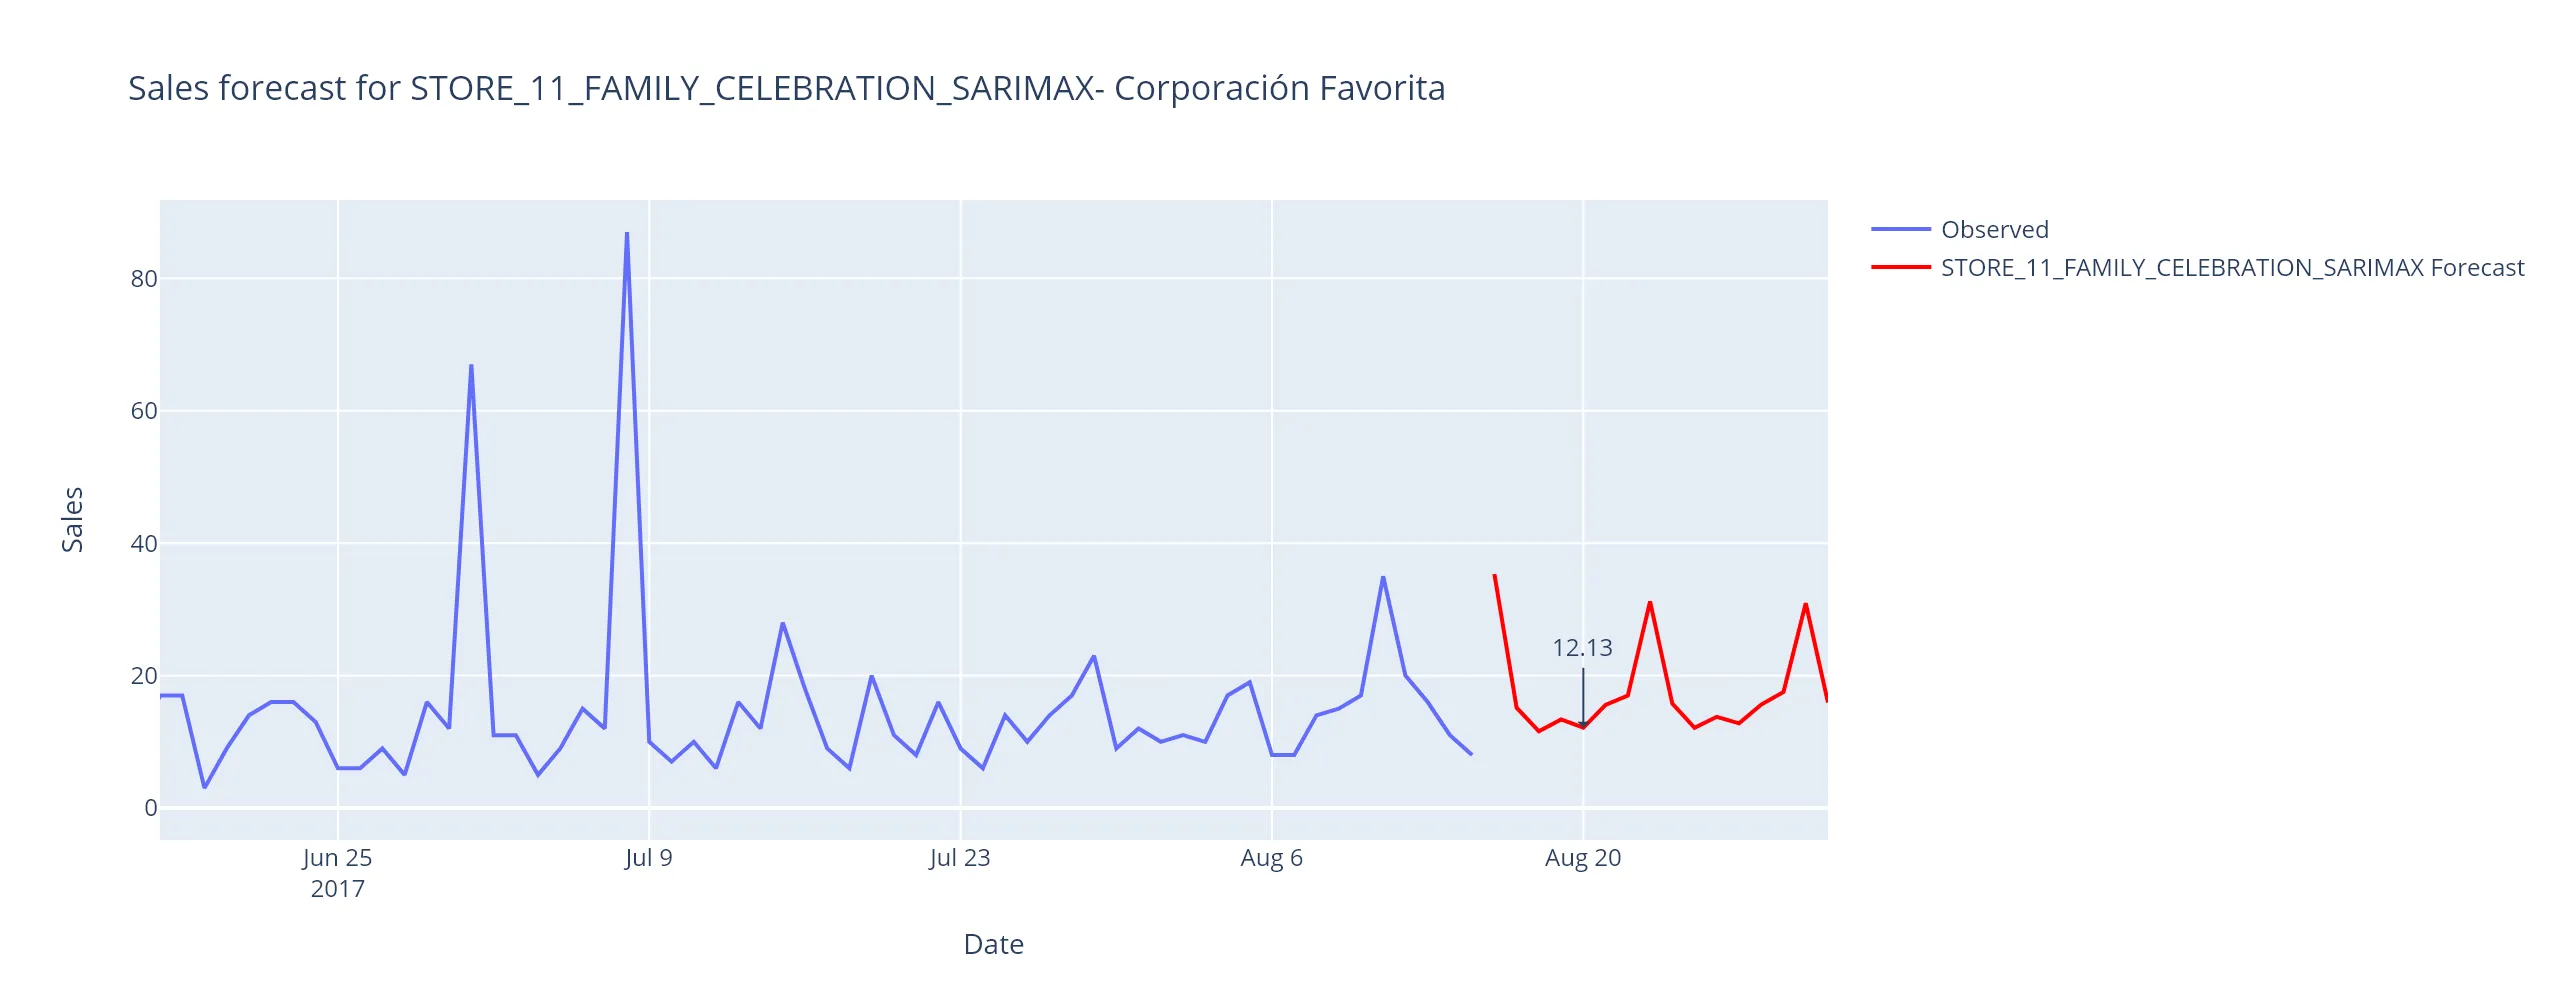 Sales forecast for STORE_11_FAMILY_CELEBRATION_SARIMAX- Corporación Favorita
Observed
STORE_11_FAMILY_CELEBRATION_SARIMAX Forecast
80
60
40
20
0
Sales
12.13
Jun 25
2017
Jul 9
Jul 23
Aug 6
Aug 20
Date